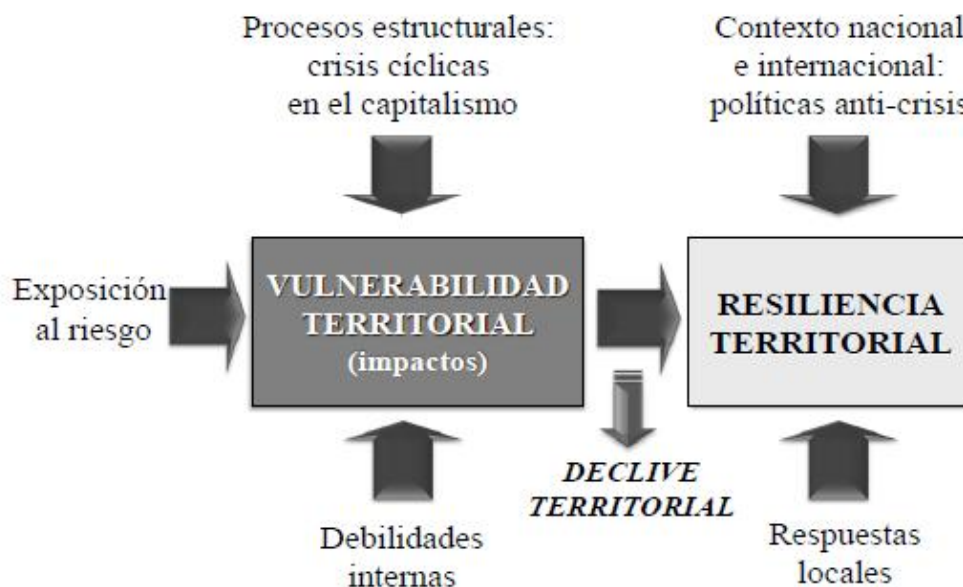 Procesos estructurales:
crisis cíclicas
en el capitalismo
Contexto nacional
e internacional:
políticas anti-crisis
Exposición
al riesgo
VULNERABILIDAD
TERRITORIAL
(impactos)
RESILIENCIA
TERRITORIAL
DECLIVE
TERRITORIAL
Debilidades
internas
Respuestas
locales